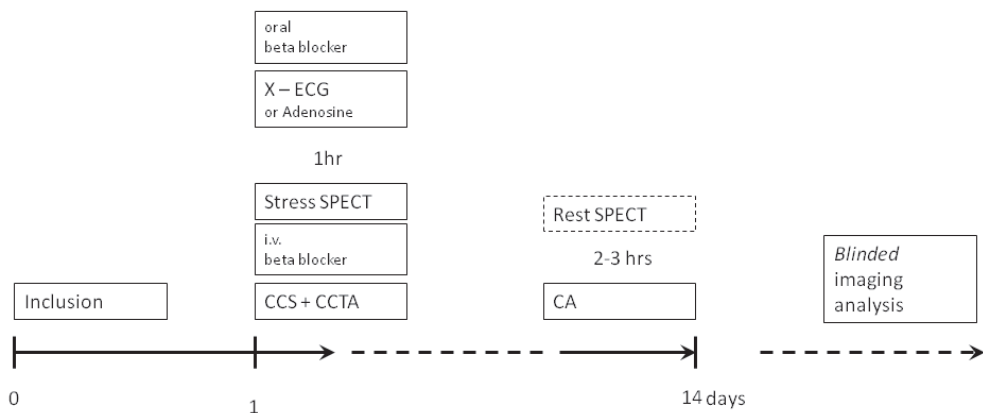 oral
beta blocker
X – ECG
or Adenosine
1hr
Stress SPECT
i.v.
beta blocker
CCS + CCTA
Inclusion
Rest SPECT
2-3 hrs
CA
Blinded
imaging
analysis
0
1
14 days